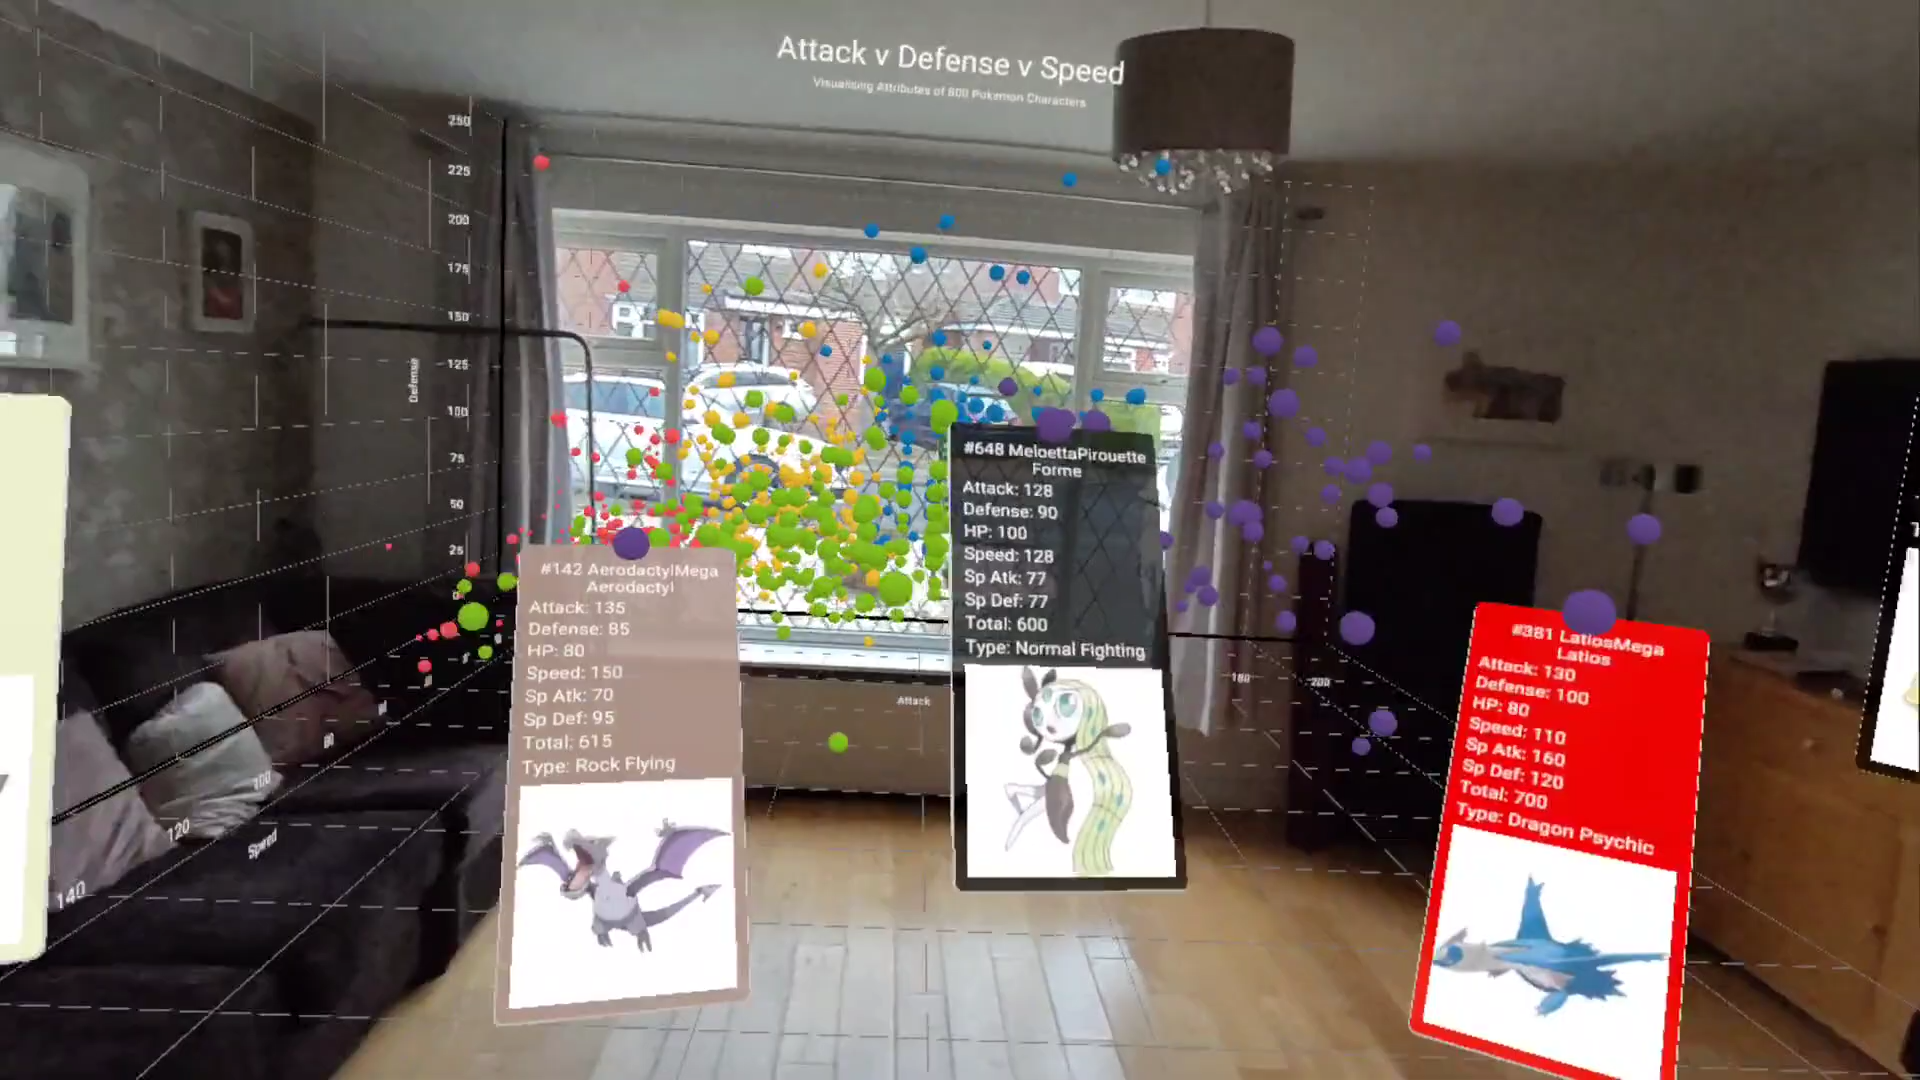 Attack v Defense v Speed
Visualising Attributes of 800 Pokemon Characters
250
225
200
175
150
125
100
75
50
25
Defense
#648 MeloettaPirouette
Forme
Attack: 128
Defense: 90
HP: 100
Speed: 128
Sp Atk: 77
Sp Def: 77
Total: 600
Type: Normal Fighting
#142 AerodactylMega
Aerodactyl
Attack: 135
Defense: 85
HP: 80
Speed: 150
Sp Atk: 70
Sp Def: 95
Total: 615
Type: Rock Flying
#381 LatiosMega
Latios
Attack: 130
Defense: 100
HP: 80
Speed: 110
Sp Atk: 160
Sp Def: 120
Total: 700
Type: Dragon Psychic
Attack
180
200
80
100
120
140
Speed